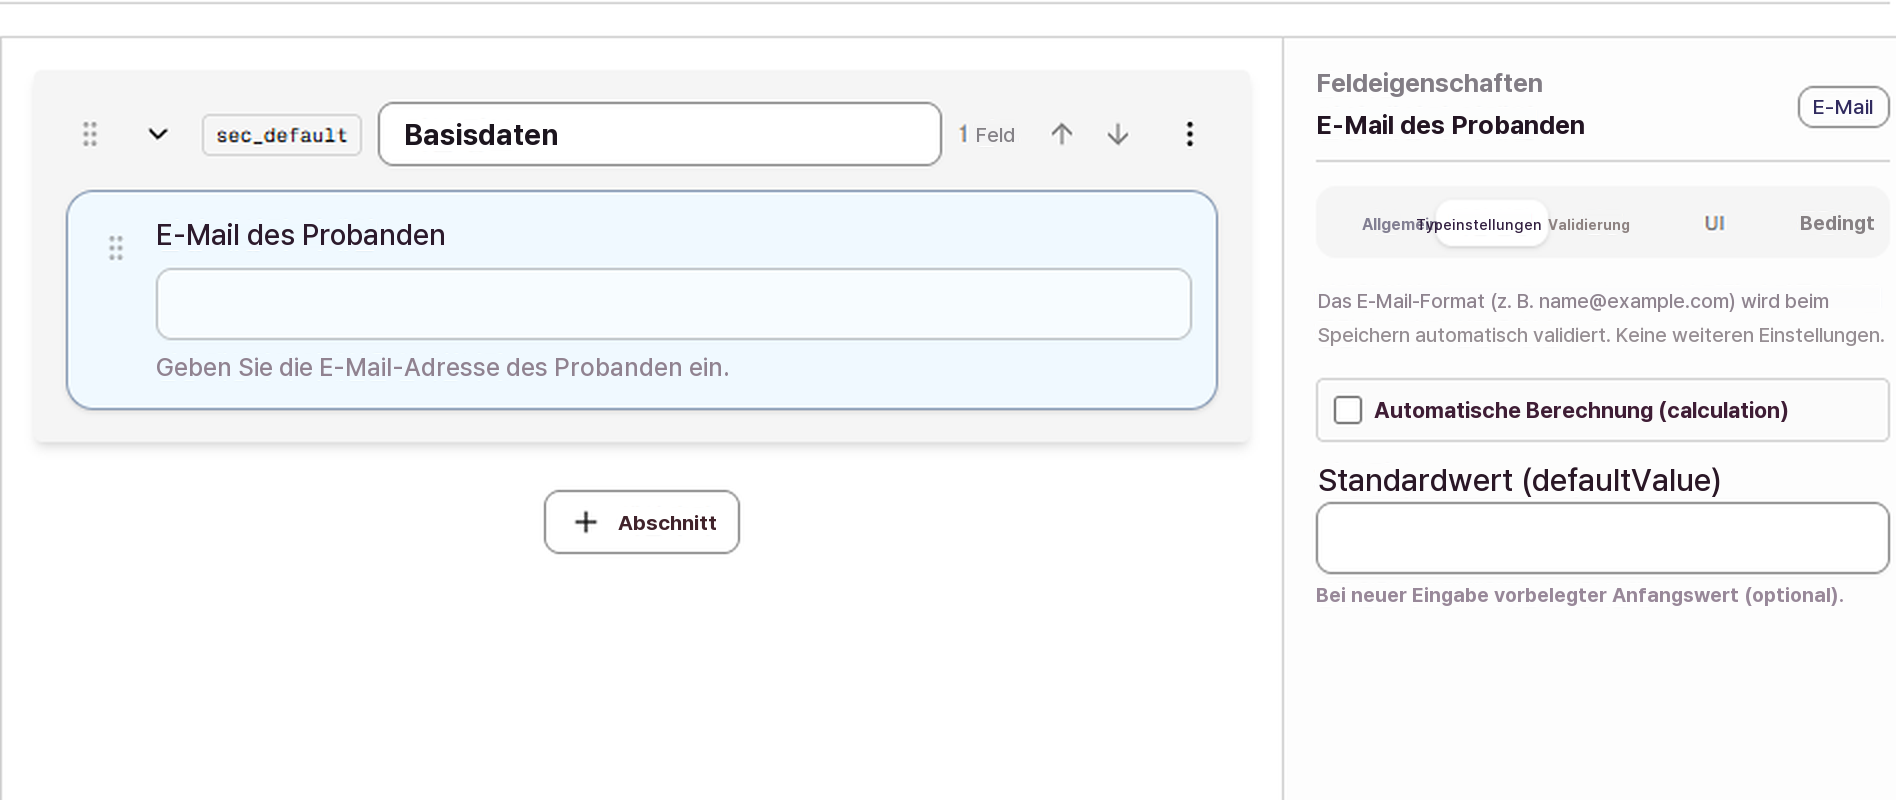 sec_default
Basisdaten
1 Feld
E-Mail des Probanden
Geben Sie die E-Mail-Adresse des Probanden ein.
Abschnitt
Feldeigenschaften
E-Mail des Probanden
E-Mail
Allgemein Typeinstellungen Validierung UI Bedingt
Das E-Mail-Format (z. B. name@example.com) wird beim
Speichern automatisch validiert. Keine weiteren Einstellungen.
Automatische Berechnung (calculation)
Standardwert (defaultValue)
Bei neuer Eingabe vorbelegter Anfangswert (optional).